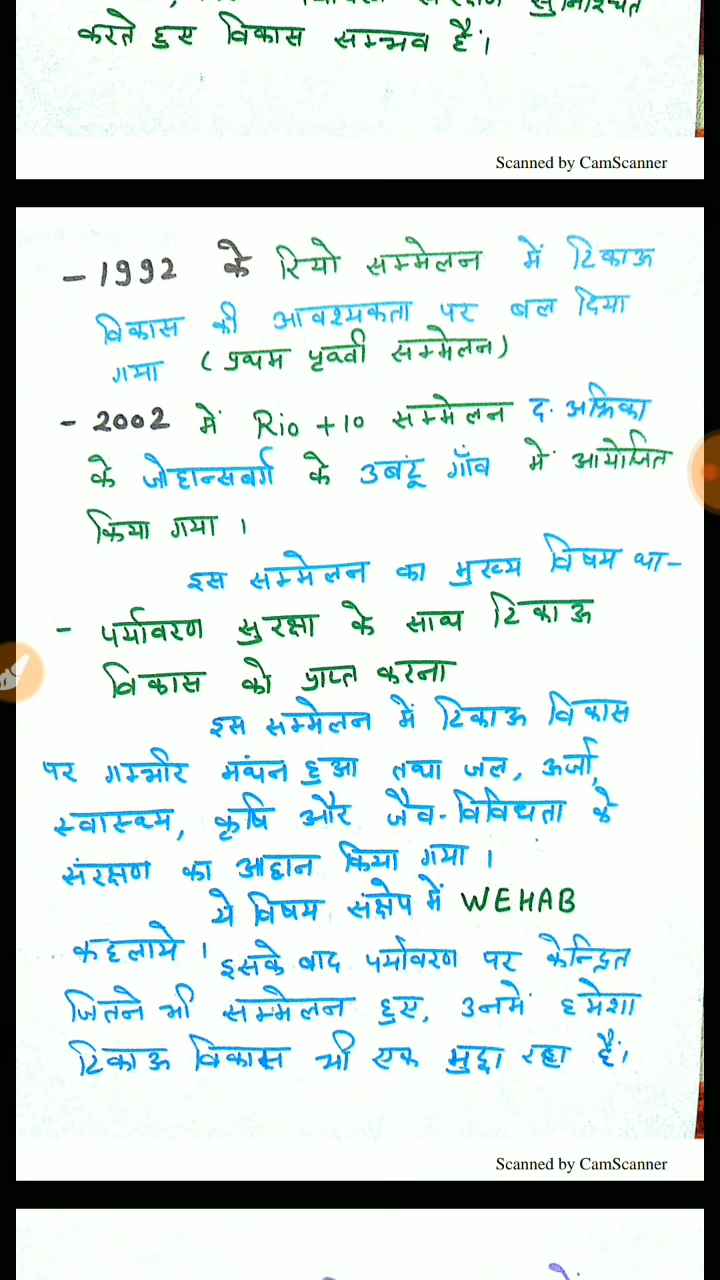 सुनिश्चित
करते हुए विकास सम्भव है।
Scanned by CamScanner
- 1992 के रियो सम्मेलन में टिकाऊ
विकास की आवश्यकता पर बल दिया
गया (प्रथम पृथ्वी सम्मेलन)
- 2002 में Rio +10 सम्मेलन द. अफ्रिका
के जोहान्सबर्ग के उबंटू गाँव में आयोजित
किया गया ।
इस सम्मेलन का मुख्य विषय था-
- पर्यावरण सुरक्षा के साथ टिकाऊ
विकास को प्राप्त करना
इस सम्मेलन में टिकाऊ विकास
पर गम्भीर मंथन हुआ तथा जल, ऊर्जा,
स्वास्थ्य, कृषि और जैव-विविधता के
संरक्षण का आह्वान किया गया ।
ये विषय संक्षेप में WEHAB
कहलाये । इसके बाद पर्यावरण पर केन्द्रित
जितने भी सम्मेलन हुए, उनमें हमेशा
टिकाऊ विकास भी एक मुद्दा रहा है।
Scanned by CamScanner